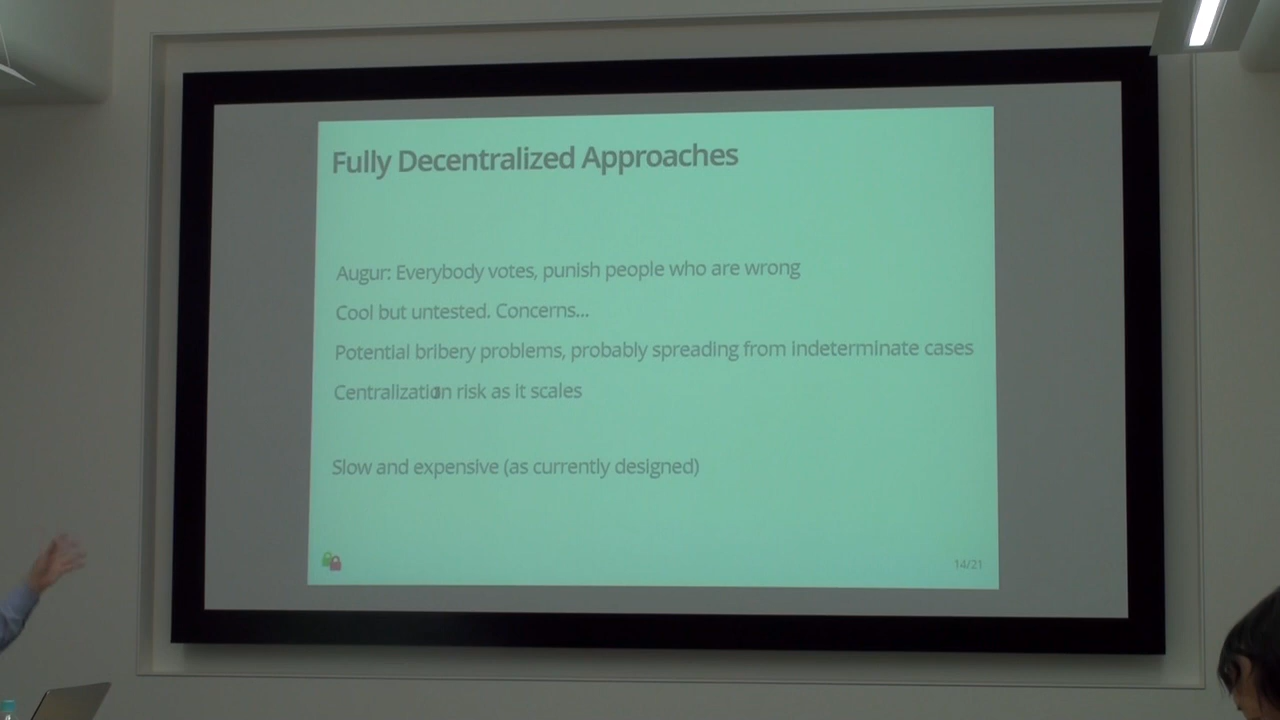 Fully Decentralized Approaches
Augur: Everybody votes, punish people who are wrong
Cool but untested. Concerns...
Potential bribery problems, probably spreading from indeterminate cases
Centralization risk as it scales
Slow and expensive (as currently designed)
14/21